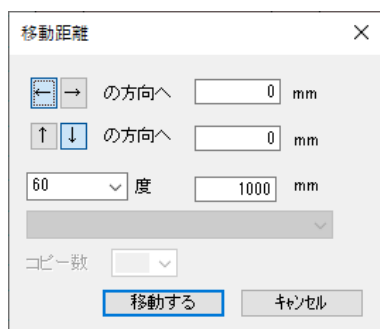 移動距離
← → の方向へ 0 mm
↑ ↓ の方向へ 0 mm
60 度 1000 mm
コピー数
移動する キャンセル